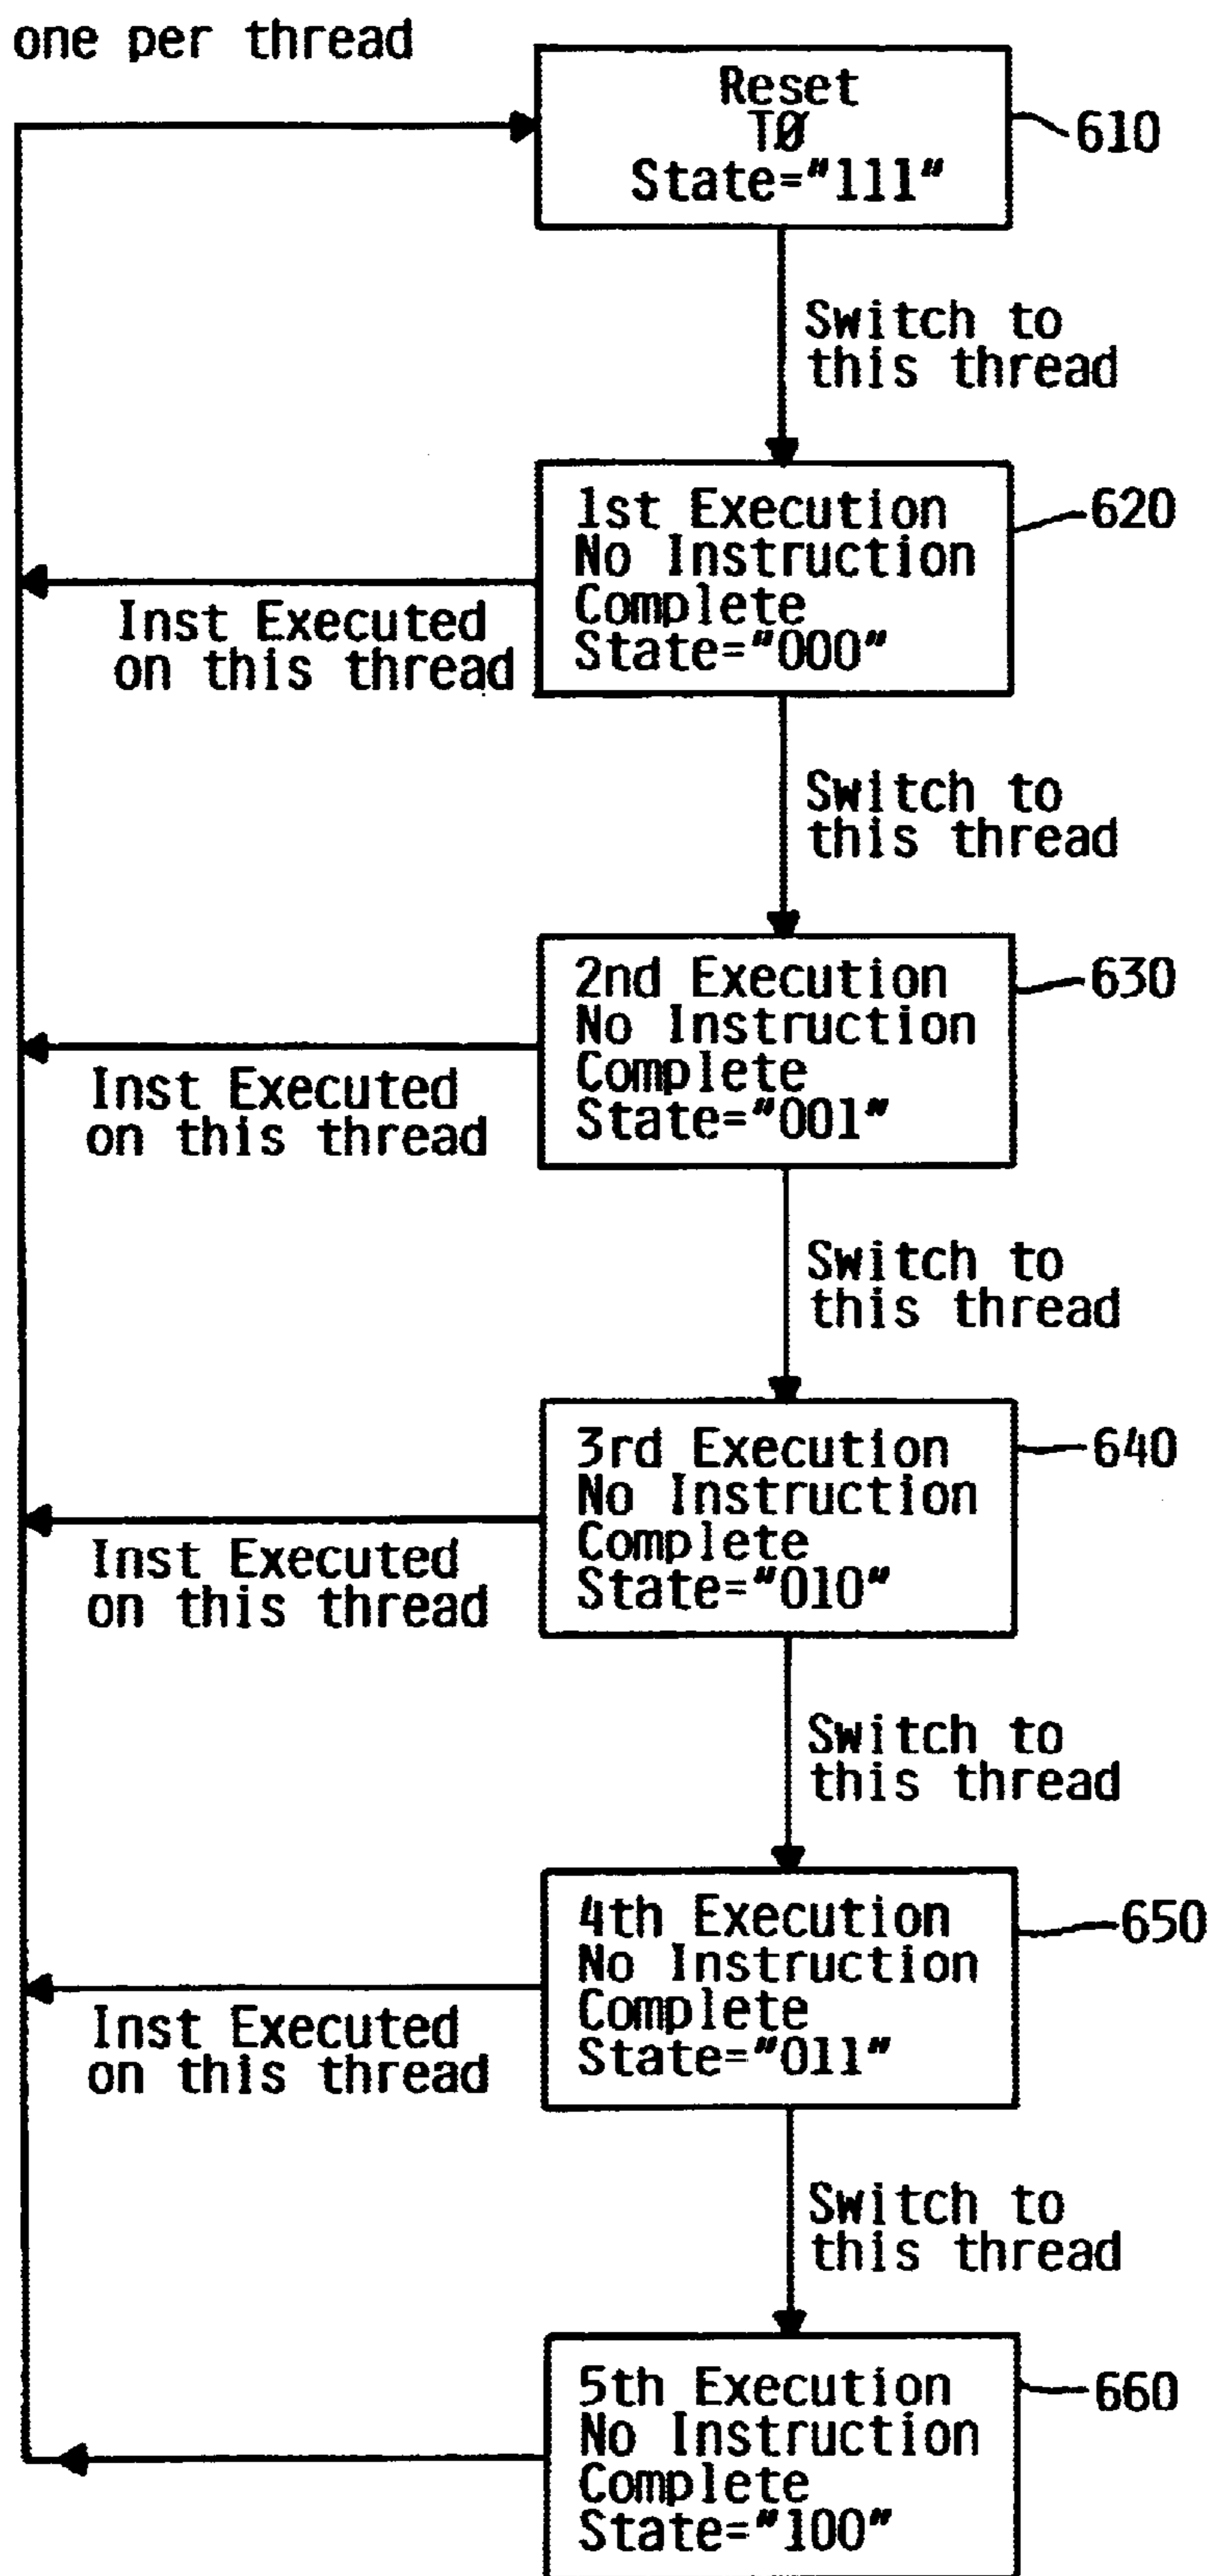 one per thread
Reset
TØ
State="111"
610
Switch to
this thread
1st Execution
No Instruction
Complete
State="000"
620
Inst Executed
on this thread
Switch to
this thread
2nd Execution
No Instruction
Complete
State="001"
630
Inst Executed
on this thread
Switch to
this thread
3rd Execution
No Instruction
Complete
State="010"
640
Inst Executed
on this thread
Switch to
this thread
4th Execution
No Instruction
Complete
State="011"
650
Inst Executed
on this thread
Switch to
this thread
5th Execution
No Instruction
Complete
State="100"
660